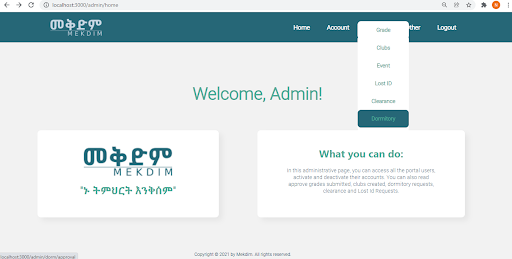 localhost:3000/admin/home
መቅድም
MEKDIM
Home Account ther Logout
Grade
Clubs
Event
Lost ID
Clearance
Dormitory
Welcome, Admin!
መቅድም
MEKDIM
"ኑ ትምህርት እንቅሰም"
What you can do:
In this administrative page, you can access all the portal users,
activate and deactivate their accounts. You can also read
approve grades submitted, clubs created, dormitory requests,
clearance and Lost Id Requests.
Copyright © 2021 by Mekdim. All rights reserved.
localhost:3000/admin/dorm/approval